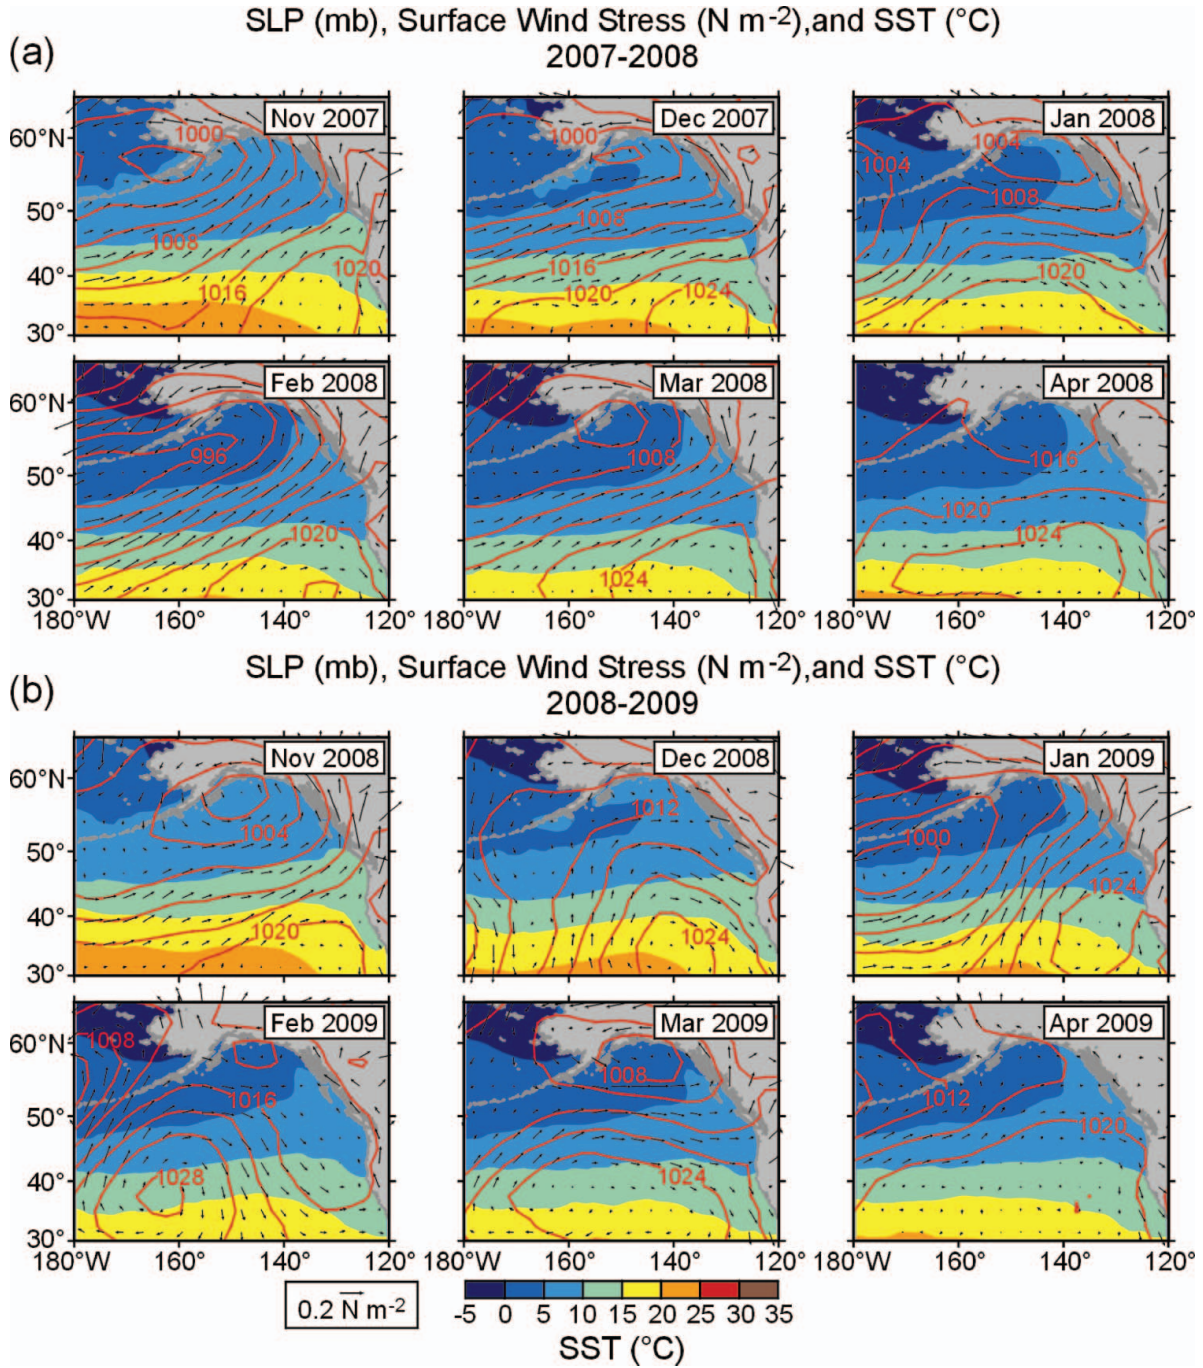 SLP (mb), Surface Wind Stress (N m-2),and SST (°C)
(a)
2007-2008
Nov 2007
Dec 2007
Jan 2008
60°N
1000
1000
1004
1004
50°
1008
1008
1008
40°
1020
1016
1016
1020
1024
1020
30°
Feb 2008
Mar 2008
Apr 2008
60°N
996
1008
1016
50°
1020
1020
1024
40°
1024
30°
180°W 160° 140° 120° 180°W 160° 140° 120° 180°W 160° 140° 120°
SLP (mb), Surface Wind Stress (N m-2),and SST (°C)
(b)
2008-2009
Nov 2008
Dec 2008
Jan 2009
60°N
1004
1012
1000
50°
1020
1024
1024
40°
30°
Feb 2009
Mar 2009
Apr 2009
60°N
1008
1016
1008
1012
50°
1028
1024
1020
40°
30°
180°W 160° 140° 120° 180°W 160° 140° 120° 180°W 160° 140° 120°
0.2 N m-2
-5 0 5 10 15 20 25 30 35
SST (°C)